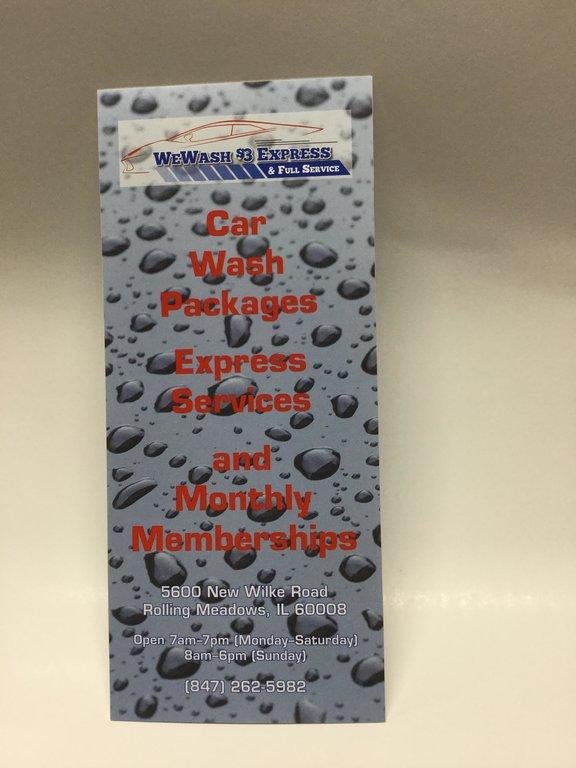 WeWash $3 Express
& Full Service
Car
Wash
Packages
Express
Services
and
Monthly
Memberships
5600 New Wilke Road
Rolling Meadows, IL 60008
Open 7am-7pm (Monday-Saturday)
8am-6pm (Sunday)
(847) 262-5982